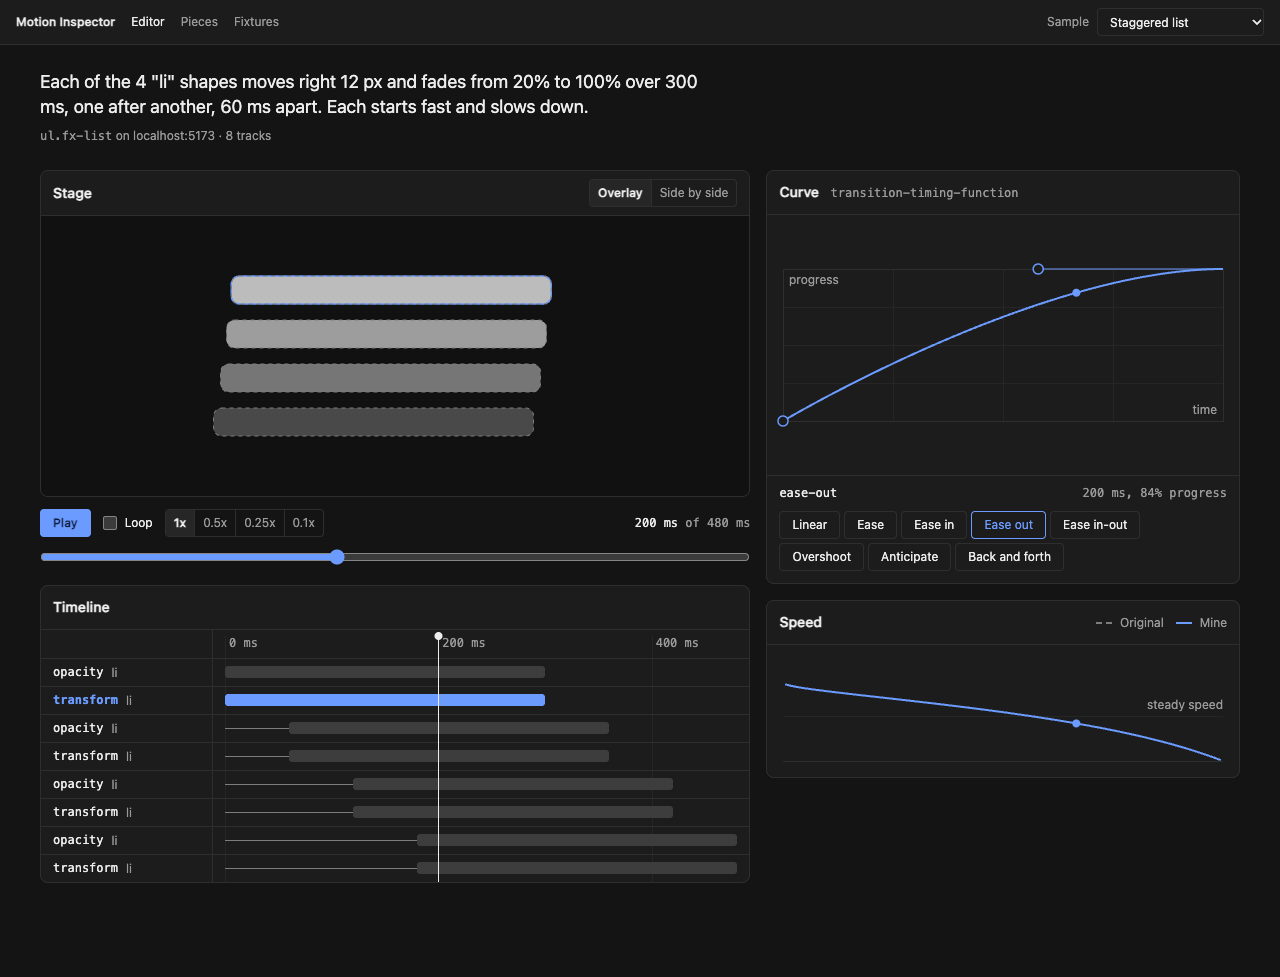 Motion Inspector Editor Pieces Fixtures Sample Staggered list
Each of the 4 "li" shapes moves right 12 px and fades from 20% to 100% over 300
ms, one after another, 60 ms apart. Each starts fast and slows down.
ul.fx-list on localhost:5173 · 8 tracks
Stage Overlay Side by side
Play Loop 1x 0.5x 0.25x 0.1x 200 ms of 480 ms
Timeline
0 ms 200 ms 400 ms
opacity li
transform li
opacity li
transform li
opacity li
transform li
opacity li
transform li
Curve transition-timing-function
progress
time
ease-out 200 ms, 84% progress
Linear Ease Ease in Ease out Ease in-out
Overshoot Anticipate Back and forth
Speed Original Mine
steady speed